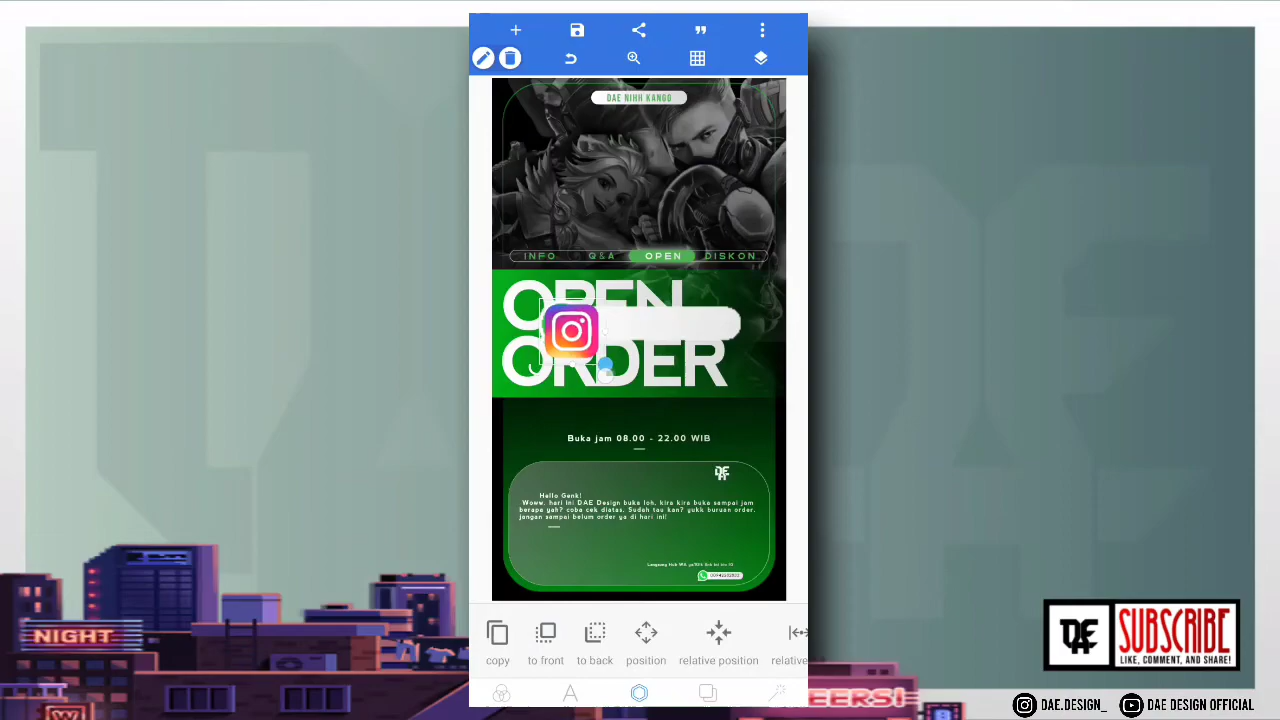 DAE NIHH KANGG
INFO
Q&A
OPEN
DISKON
OPEN
ORDER
Buka jam 08.00 - 22.00 WIB
Hello Genk!
Woww, hari ini DAE Design buka loh, kira kira buka sampai jam
berapa yah? coba cek diatas, Sudah tau kan? yukk buruan order,
jangan sampai belum order ya di hari ini!
copy
to front
to back
position
relative position
relative
NIGHT
EERS!
SUBSCRIBE
LIKE, COMMENT, AND SHARE!
DAE.DESIGN_
DAE DESIGN OFFICIAL